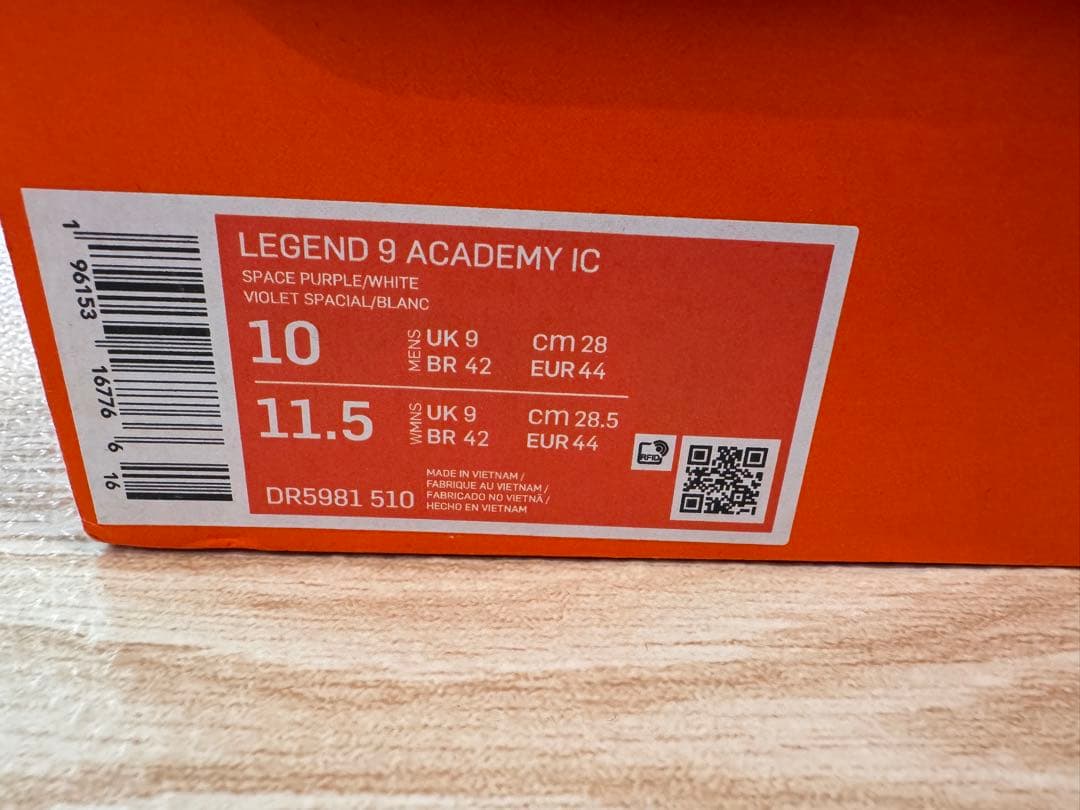 1 96153 16776 6 16
LEGEND 9 ACADEMY IC
SPACE PURPLE/WHITE
VIOLET SPACIAL/BLANC
10 MENS UK 9 cm 28
BR 42 EUR 44
11.5 WMNS UK 9 cm 28.5
BR 42 EUR 44
RFID
MADE IN VIETNAM /
FABRIQUE AU VIETNAM /
FABRICADO NO VIETNÃ /
HECHO EN VIETNAM
DR5981 510